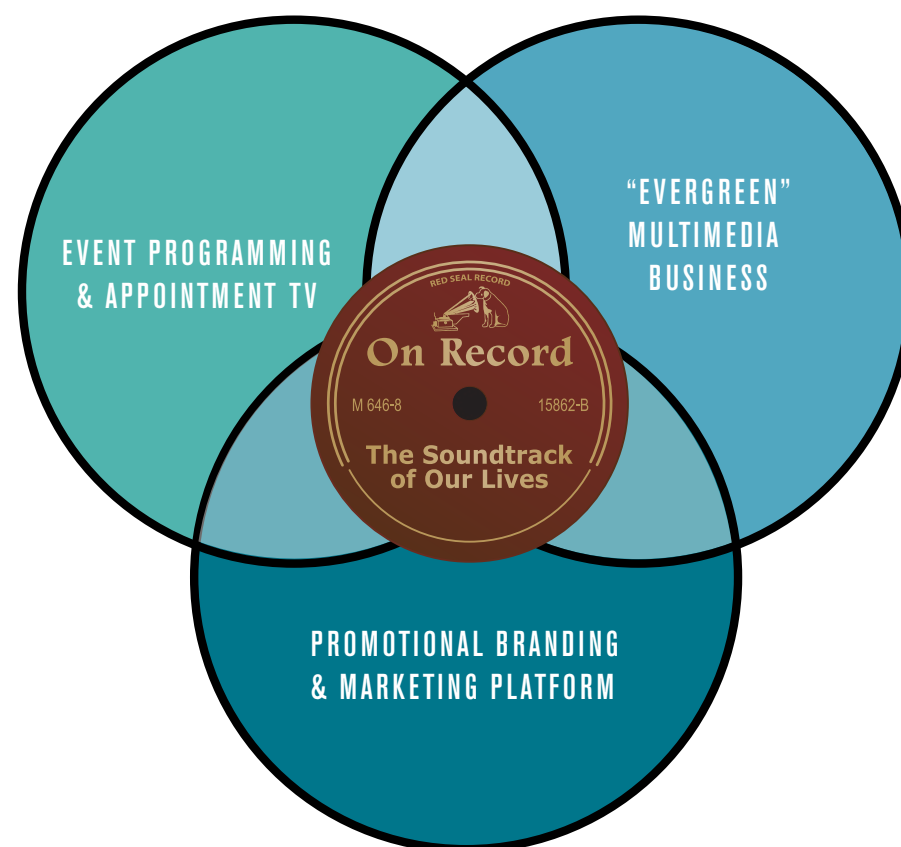 EVENT PROGRAMMING
& APPOINTMENT TV
“EVERGREEN”
MULTIMEDIA
BUSINESS
RED SEAL RECORD
On Record
M 646-8
15862-B
The Soundtrack
of Our Lives
PROMOTIONAL BRANDING
& MARKETING PLATFORM